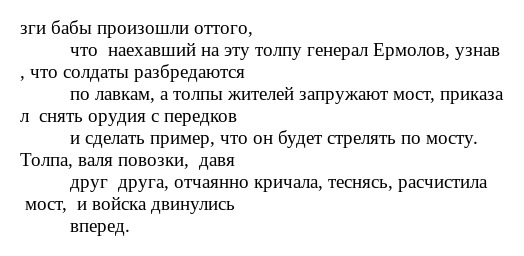 зги бабы произошли оттого,
что  наехавший на эту толпу генерал Ермолов, узнав
, что солдаты разбредаются
по лавкам, а толпы жителей запружают мост, приказа
л  снять орудия с передков
и сделать пример, что он будет стрелять по мосту.
Толпа, валя повозки,  давя
друг  друга, отчаянно кричала, теснясь, расчистила
мост,  и войска двинулись
вперед.